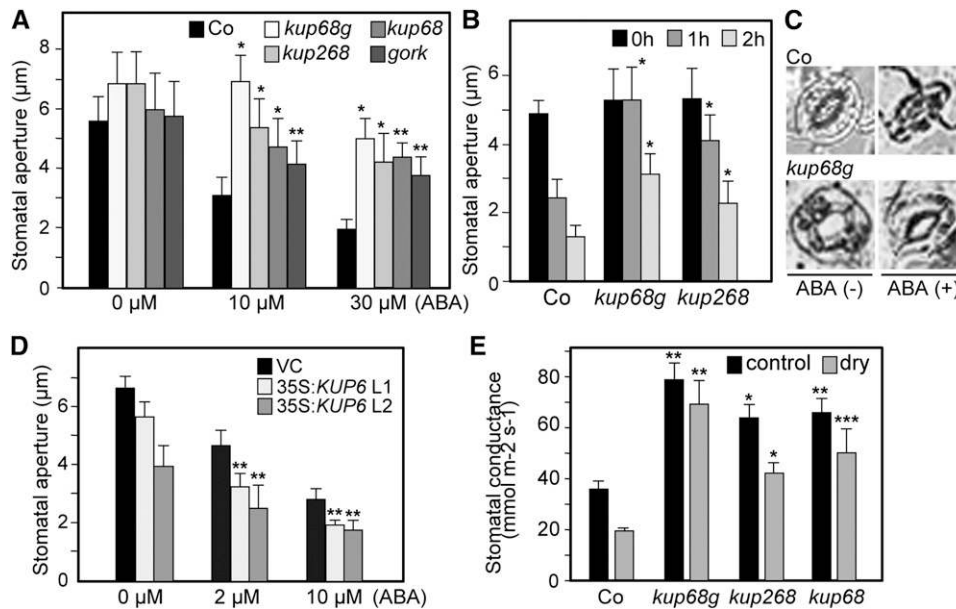 A
Stomatal aperture (µm)
8
6
4
2
0
Co kup68g kup68
kup268 gork
*
* * **
* * ** **
0 µM 10 µM 30 µM (ABA)
B
Stomatal aperture (µm)
6
4
2
0
0h 1h 2h
* * * *
Co kup68g kup268
C
Co
kup68g
ABA (-) ABA (+)
D
Stomatal aperture (µm)
6
4
2
0
VC
35S:KUP6 L1
35S:KUP6 L2
** **
** **
0 µM 2 µM 10 µM (ABA)
E
Stomatal conductance
(mmol m-2 s-1)
80
60
40
20
0
control dry
** ** * * ** ***
Co kup68g kup268 kup68